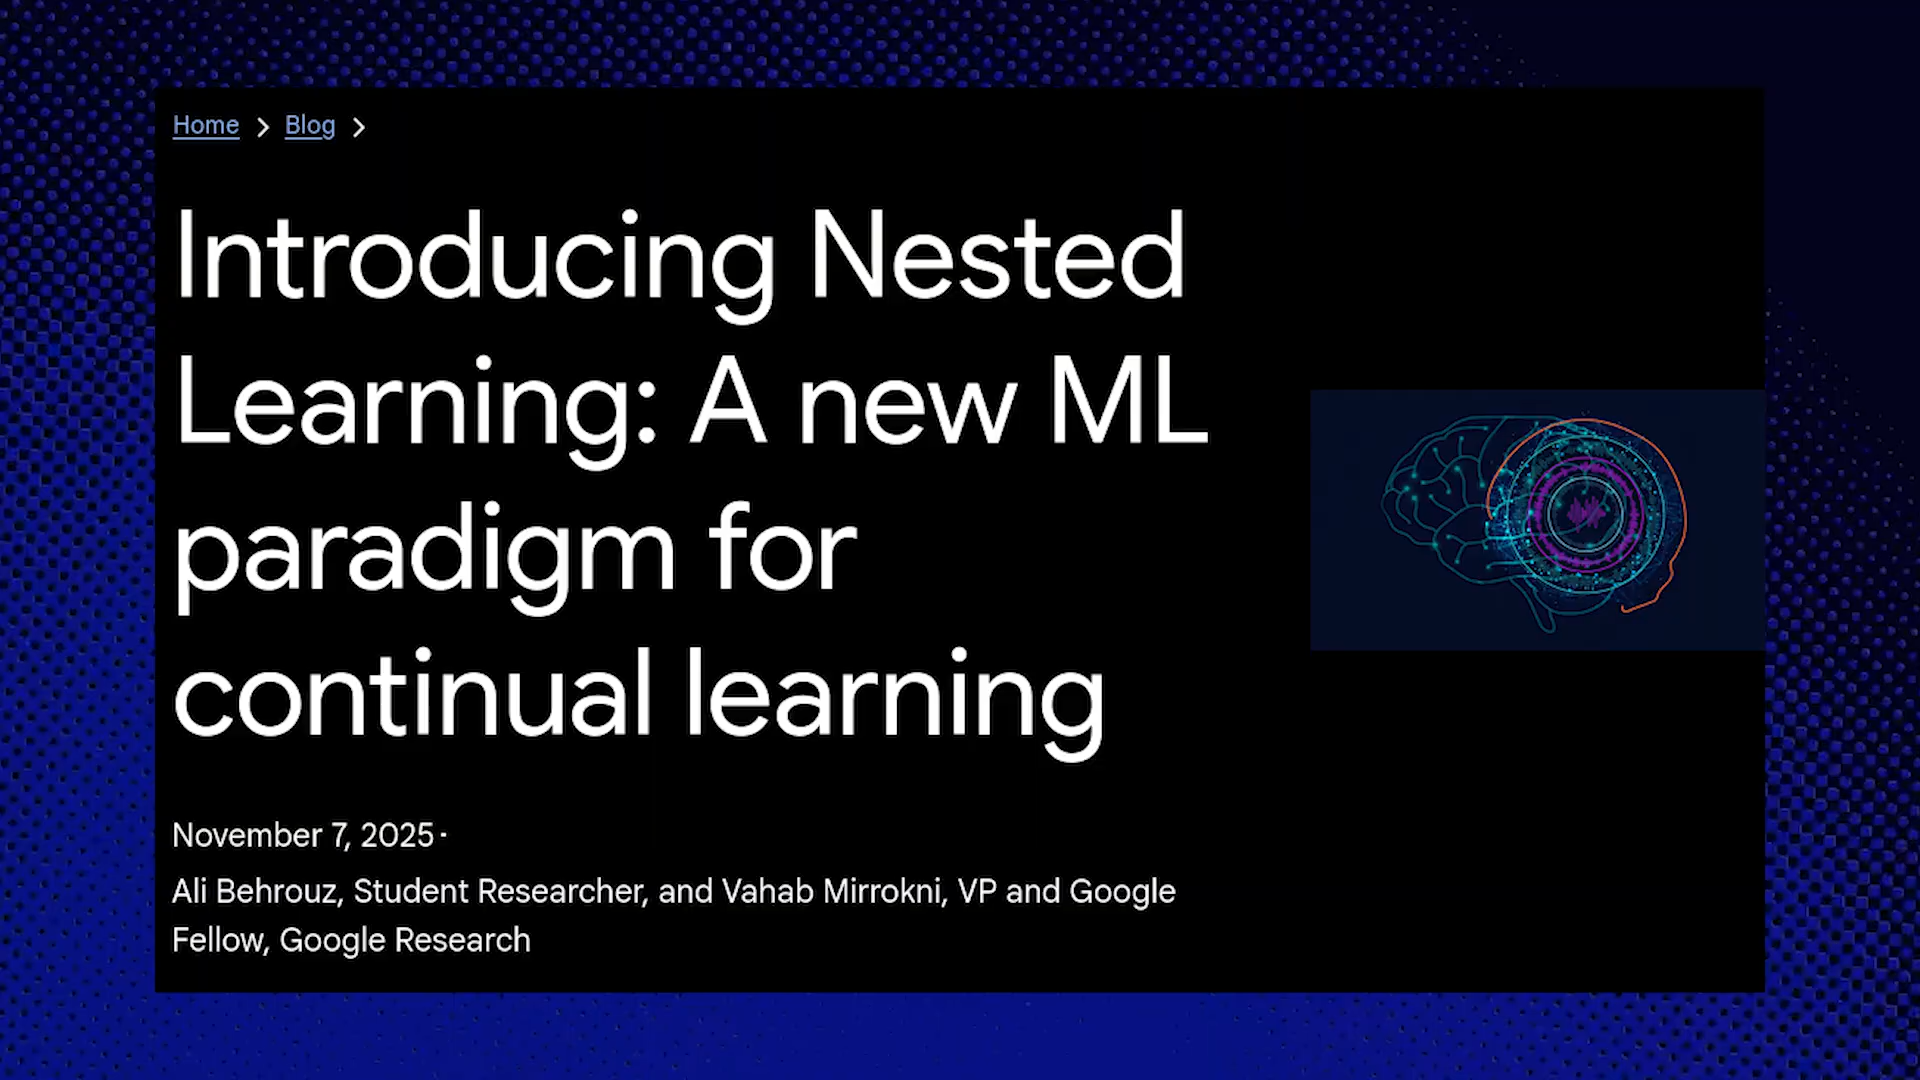 Home > Blog >
Introducing Nested
Learning: A new ML
paradigm for
continual learning
November 7, 2025 ·
Ali Behrouz, Student Researcher, and Vahab Mirrokni, VP and Google
Fellow, Google Research